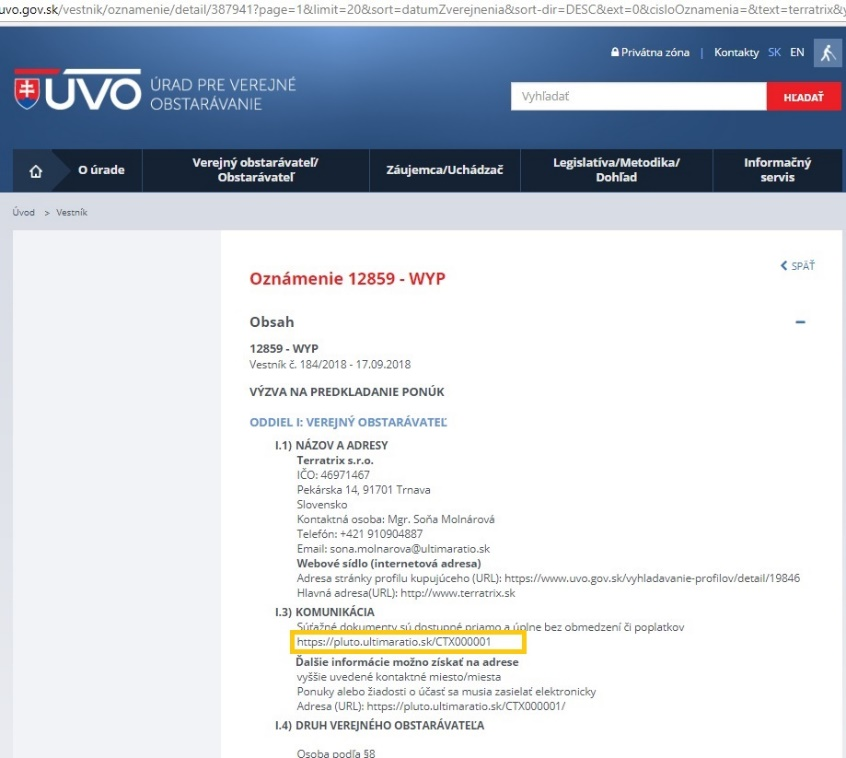 uvo.gov.sk/vestnik/oznamenie/detail/387941?page=1&limit=20&sort=datumZverejnenia&sort-dir=DESC&ext=0&cisloOznamenia=&text=terratrix&
Privátna zóna | Kontakty SK EN
ÚVO ÚRAD PRE VEREJNÉ
OBSTARÁVANIE
Vyhľadať HĽADAŤ
O úrade
Verejný obstarávateľ/
Obstarávateľ
Záujemca/Uchádzač
Legislatíva/Metodika/
Dohľad
Informačný
servis
Úvod > Vestník
SPÄŤ
Oznámenie 12859 - WYP
Obsah
12859 - WYP
Vestník č. 184/2018 - 17.09.2018
VÝZVA NA PREDKLADANIE PONÚK
ODDIEL I: VEREJNÝ OBSTARÁVATEĽ
I.1) NÁZOV A ADRESY
Terratrix s.r.o.
IČO: 46971467
Pekárska 14, 91701 Trnava
Slovensko
Kontaktná osoba: Mgr. Soňa Molnárová
Telefón: +421 910904887
Email: sona.molnarova@ultimaratio.sk
Webové sídlo (internetová adresa)
Adresa stránky profilu kupujúceho (URL): https://www.uvo.gov.sk/vyhladavanie-profilov/detail/19846
Hlavná adresa(URL): http://www.terratrix.sk
I.3) KOMUNIKÁCIA
Súťažné dokumenty sú dostupné priamo a úplne bez obmedzení či poplatkov
https://pluto.ultimaratio.sk/CTX000001
Ďalšie informácie možno získať na adrese
vyššie uvedené kontaktné miesto/miesta
Ponuky alebo žiadosti o účasť sa musia zasielať elektronicky
Adresa (URL): https://pluto.ultimaratio.sk/CTX000001/
I.4) DRUH VEREJNÉHO OBSTARÁVATEĽA
Osoba podľa §8